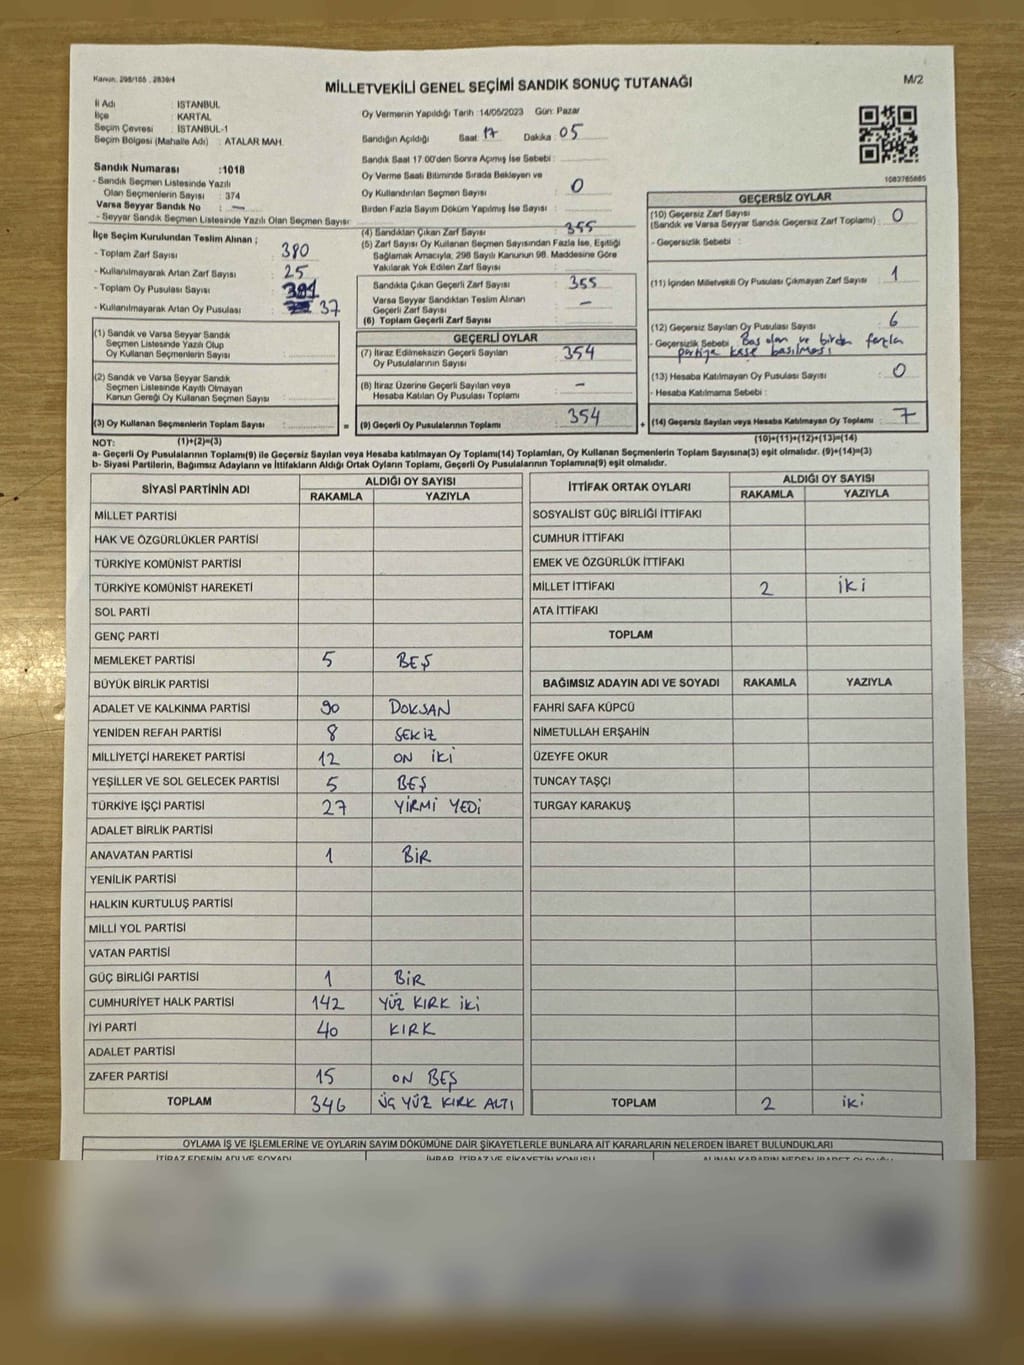 Kanun: 298/105 , 2839/4
MİLLETVEKİLİ GENEL SEÇİMİ SANDIK SONUÇ TUTANAĞI
M/2
İl Adı : İSTANBUL
İlçe : KARTAL
Seçim Çevresi : İSTANBUL-1
Seçim Bölgesi (Mahalle Adı) : ATALAR MAH.
Sandık Numarası :1018
- Sandık Seçmen Listesinde Yazılı
Olan Seçmenlerin Sayısı : 374
Varsa Seyyar Sandık No : —
- Seyyar Sandık Seçmen Listesinde Yazılı Olan Seçmen Sayısı:
İlçe Seçim Kurulundan Teslim Alınan ;
- Toplam Zarf Sayısı : 380
- Kullanılmayarak Artan Zarf Sayısı : 25
- Toplam Oy Pusulası Sayısı :
- Kullanılmayarak Artan Oy Pusulası : 37
(1) Sandık ve Varsa Seyyar Sandık
Seçmen Listesinde Yazılı Olup
Oy Kullanan Seçmenlerin Sayısı :
(2) Sandık ve Varsa Seyyar Sandık
Seçmen Listesinde Kayıtlı Olmayan
Kanun Gereği Oy Kullanan Seçmen Sayısı :
(3) Oy Kullanan Seçmenlerin Toplam Sayısı :
Oy Vermenin Yapıldığı Tarih :14/05/2023 Gün: Pazar
Sandığın Açıldığı Saat: 17 Dakika : 05
Sandık Saat 17:00'den Sonra Açmış İse Sebebi :
Oy Verme Saati Bitiminde Sırada Bekleyen ve
Oy Kullandırılan Seçmen Sayısı : 0
Birden Fazla Sayım Döküm Yapılmış İse Sayısı :
(4) Sandıktan Çıkan Zarf Sayısı : 355
(5) Zarf Sayısı Oy Kullanan Seçmen Sayısından Fazla İse, Eşitliği
Sağlamak Amacıyla, 298 Sayılı Kanunun 98. Maddesine Göre
Yakılarak Yok Edilen Zarf Sayısı :
Sandıkta Çıkan Geçerli Zarf Sayısı : 355
Varsa Seyyar Sandıktan Teslim Alınan
Geçerli Zarf Sayısı : —
(6) Toplam Geçerli Zarf Sayısı :
GEÇERLİ OYLAR
(7) İtiraz Edilmeksizin Geçerli Sayılan
Oy Pusulalarının Sayısı : 354
(8) İtiraz Üzerine Geçerli Sayılan veya
Hesaba Katılan Oy Pusulası Toplamı : —
= (9) Geçerli Oy Pusulalarının Toplamı : 354
1083765885
GEÇERSİZ OYLAR
(10) Geçersiz Zarf Sayısı
(Sandık ve Varsa Seyyar Sandık Geçersiz Zarf Toplamı) : 0
- Geçersizlik Sebebi :
(11) İçinden Milletvekili Oy Pusulası Çıkmayan Zarf Sayısı : 1
(12) Geçersiz Sayılan Oy Pusulası Sayısı : 6
- Geçersizlik Sebebi : Boş olan ve birden fazla
partiye kaşe basılması
(13) Hesaba Katılmayan Oy Pusulası Sayısı : 0
- Hesaba Katılmama Sebebi :
+ (14) Geçersiz Sayılan veya Hesaba Katılmayan Oy Toplamı : 7
NOT: (1)+(2)=(3) (10)+(11)+(12)+(13)=(14)
a- Geçerli Oy Pusulalarının Toplamı(9) ile Geçersiz Sayılan veya Hesaba katılmayan Oy Toplamı(14) Toplamları, Oy Kullanan Seçmenlerin Toplam Sayısına(3) eşit olmalıdır. (9)+(14)=(3)
b- Siyasi Partilerin, Bağımsız Adayların ve İttifakların Aldığı Ortak Oyların Toplamı, Geçerli Oy Pusulalarının Toplamına(9) eşit olmalıdır.
SİYASİ PARTİNİN ADI ALDIĞI OY SAYISI
RAKAMLA YAZIYLA
MİLLET PARTİSİ
HAK VE ÖZGÜRLÜKLER PARTİSİ
TÜRKİYE KOMÜNİST PARTİSİ
TÜRKİYE KOMÜNİST HAREKETİ
SOL PARTİ
GENÇ PARTİ
MEMLEKET PARTİSİ 5 BEŞ
BÜYÜK BİRLİK PARTİSİ
ADALET VE KALKINMA PARTİSİ 90 DOKSAN
YENİDEN REFAH PARTİSİ 8 SEKİZ
MİLLİYETÇİ HAREKET PARTİSİ 12 ON İKİ
YEŞİLLER VE SOL GELECEK PARTİSİ 5 BEŞ
TÜRKİYE İŞÇİ PARTİSİ 27 YİRMİ YEDİ
ADALET BİRLİK PARTİSİ
ANAVATAN PARTİSİ 1 BİR
YENİLİK PARTİSİ
HALKIN KURTULUŞ PARTİSİ
MİLLİ YOL PARTİSİ
VATAN PARTİSİ
GÜÇ BİRLİĞİ PARTİSİ 1 BİR
CUMHURİYET HALK PARTİSİ 142 YÜZ KIRK İKİ
İYİ PARTİ 40 KIRK
ADALET PARTİSİ
ZAFER PARTİSİ 15 ON BEŞ
TOPLAM 346 ÜÇ YÜZ KIRK ALTI
İTTİFAK ORTAK OYLARI ALDIĞI OY SAYISI
RAKAMLA YAZIYLA
SOSYALİST GÜÇ BİRLİĞİ İTTİFAKI
CUMHUR İTTİFAKI
EMEK VE ÖZGÜRLÜK İTTİFAKI
MİLLET İTTİFAKI 2 İKİ
ATA İTTİFAKI
TOPLAM
BAĞIMSIZ ADAYIN ADI VE SOYADI RAKAMLA YAZIYLA
FAHRİ SAFA KÜPCÜ
NİMETULLAH ERŞAHİN
ÜZEYFE OKUR
TUNCAY TAŞÇI
TURGAY KARAKUŞ
TOPLAM 2 İKİ
OYLAMA İŞ VE İŞLEMLERİNE VE OYLARIN SAYIM DÖKÜMÜNE DAİR ŞİKAYETLERLE BUNLARA AİT KARARLARIN NELERDEN İBARET BULUNDUKLARI
İTİRAZ EDENİN ADI VE SOYADI İHBAR, İTİRAZ VE ŞİKAYETİN KONUSU ALINAN KARARIN NEDEN İBARET OLDUĞU